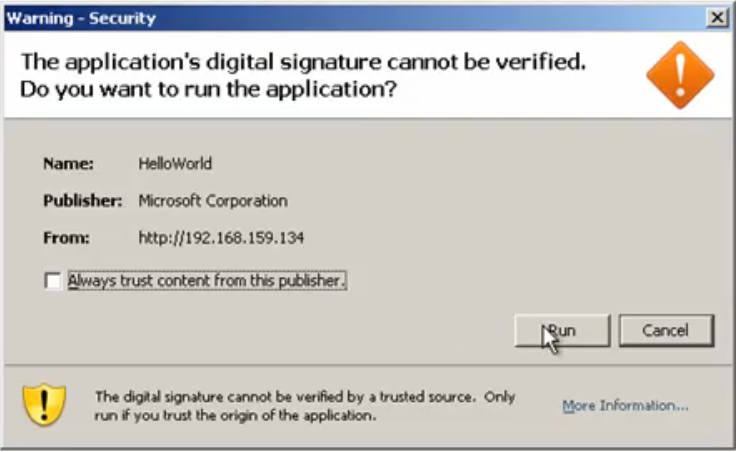 Warning - Security
The application's digital signature cannot be verified.
Do you want to run the application?
Name: HelloWorld
Publisher: Microsoft Corporation
From: http://192.168.159.134
Always trust content from this publisher.
Run Cancel
The digital signature cannot be verified by a trusted source. Only
run if you trust the origin of the application.
More Information...